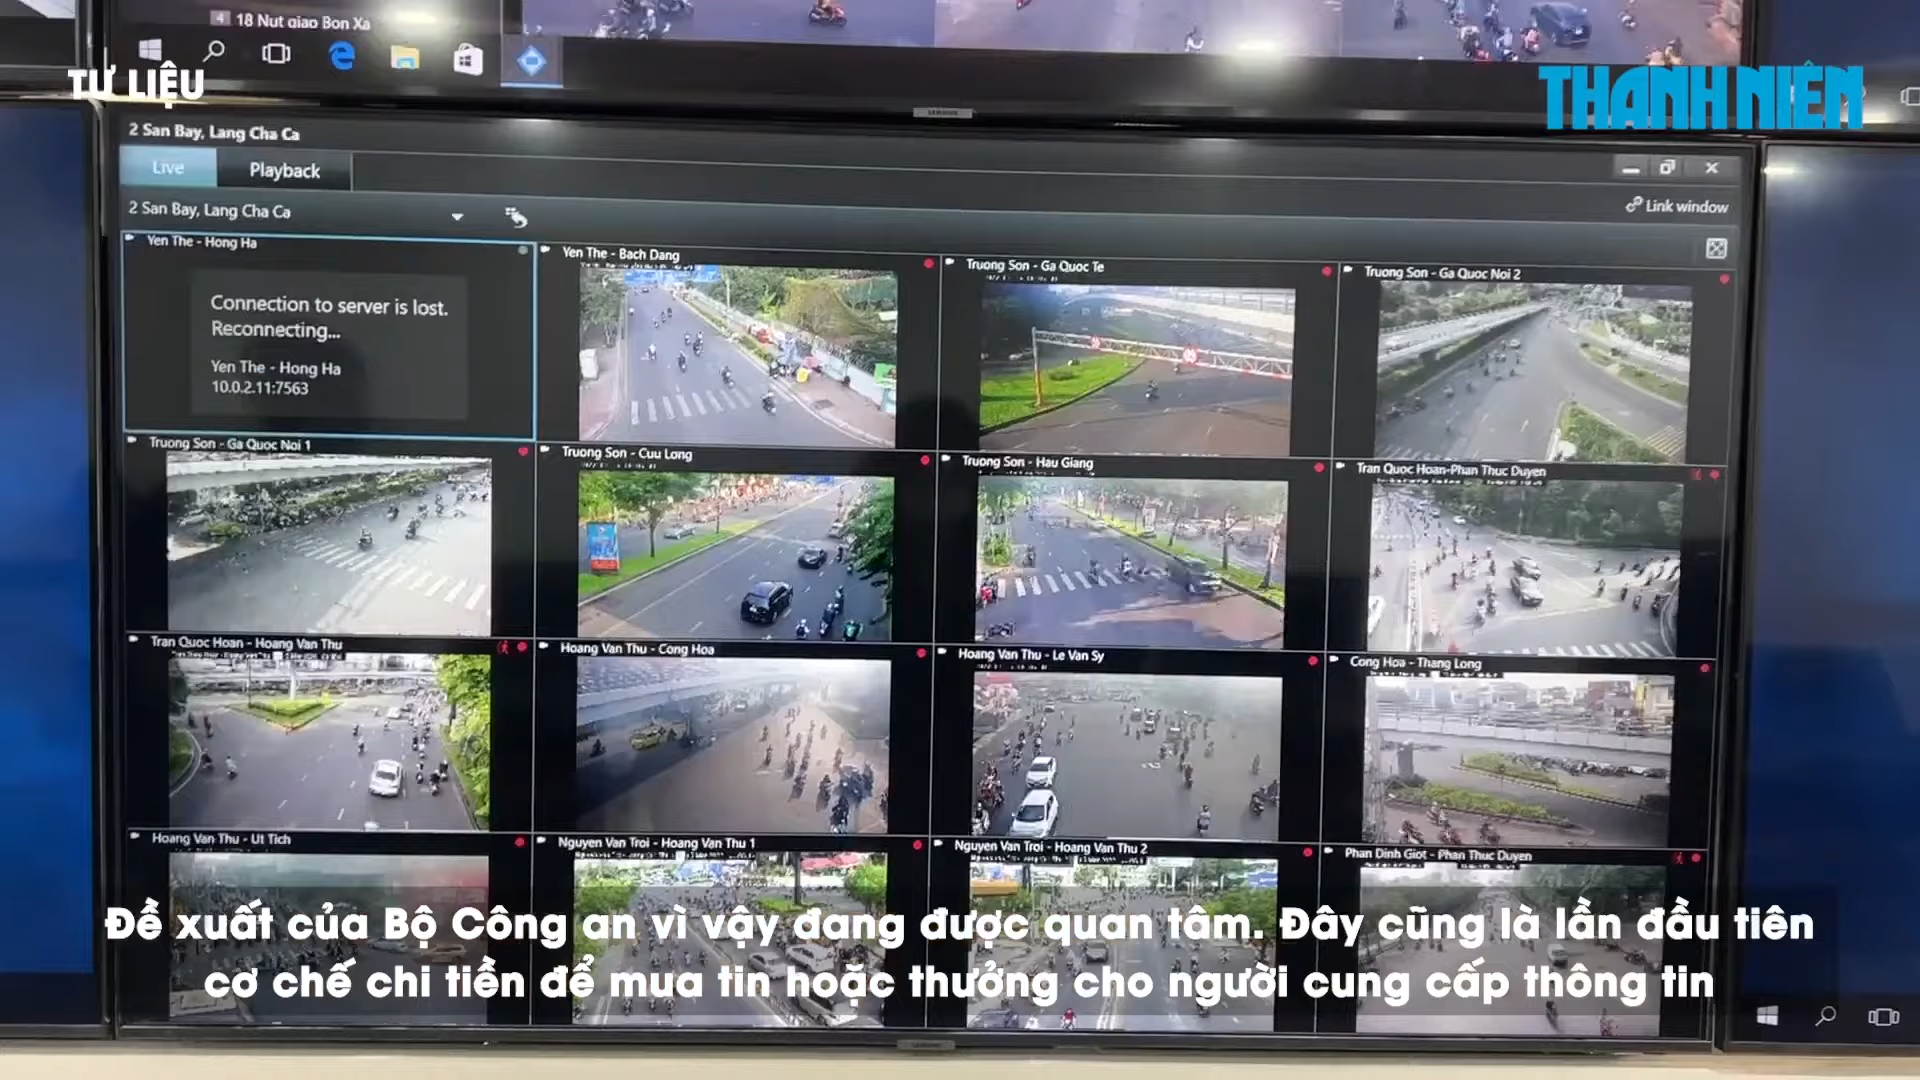 4 18 Nut giao Bon Xa
TƯ LIỆU
THANH NIÊN
SAMSUNG
2 San Bay, Lang Cha Ca
Live
Playback
2 San Bay, Lang Cha Ca
Link window
Yen The - Hong Ha
Yen The - Bach Dang
Truong Son - Ga Quoc Te
Truong Son - Ga Quoc Noi 2
Connection to server is lost.
Reconnecting...
Yen The - Hong Ha
10.0.2.11:7563
Truong Son - Ga Quoc Noi 1
Truong Son - Cuu Long
Truong Son - Hau Giang
Tran Quoc Hoan-Phan Thuc Duyen
Tran Quoc Hoan - Hoang Van Thu
Hoang Van Thu - Cong Hoa
Hoang Van Thu - Le Van Sy
Cong Hoa - Thang Long
Hoang Van Thu - Ut Tich
Nguyen Van Troi - Hoang Van Thu 1
Nguyen Van Troi - Hoang Van Thu 2
Phan Dinh Giot - Phan Thuc Duyen
Đề xuất của Bộ Công an vì vậy đang được quan tâm. Đây cũng là lần đầu tiên
cơ chế chi tiền để mua tin hoặc thưởng cho người cung cấp thông tin